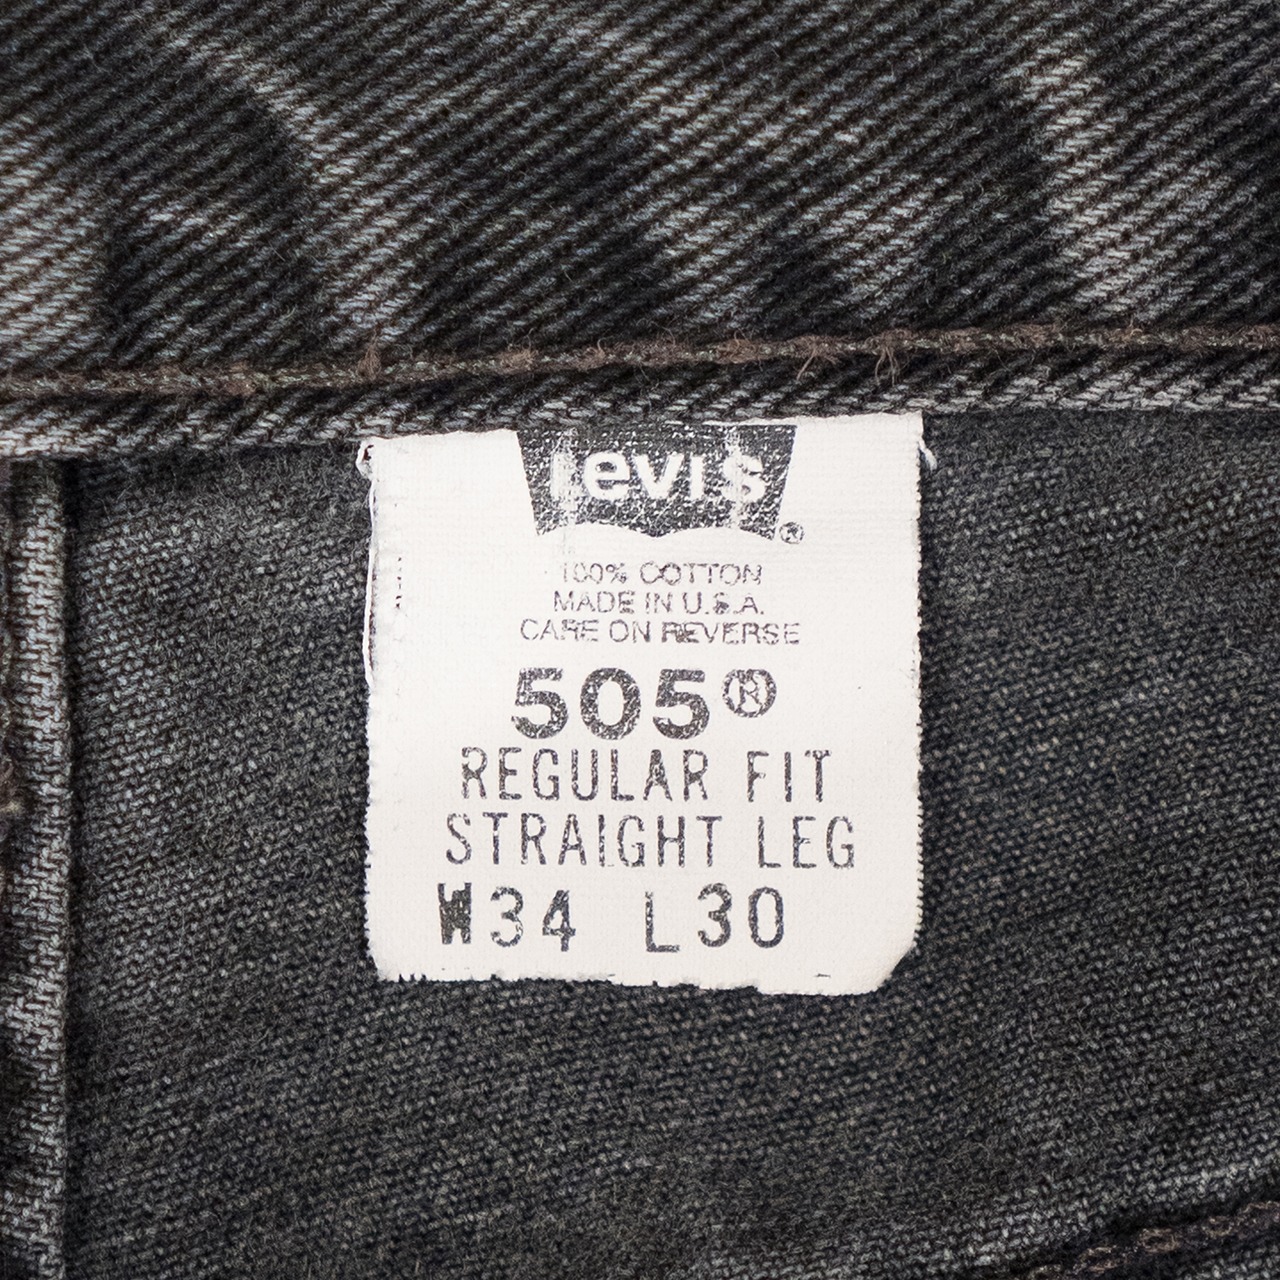 Levi's
®
100% COTTON
MADE IN U.S.A.
CARE ON REVERSE
505®
REGULAR FIT
STRAIGHT LEG
W34 L30